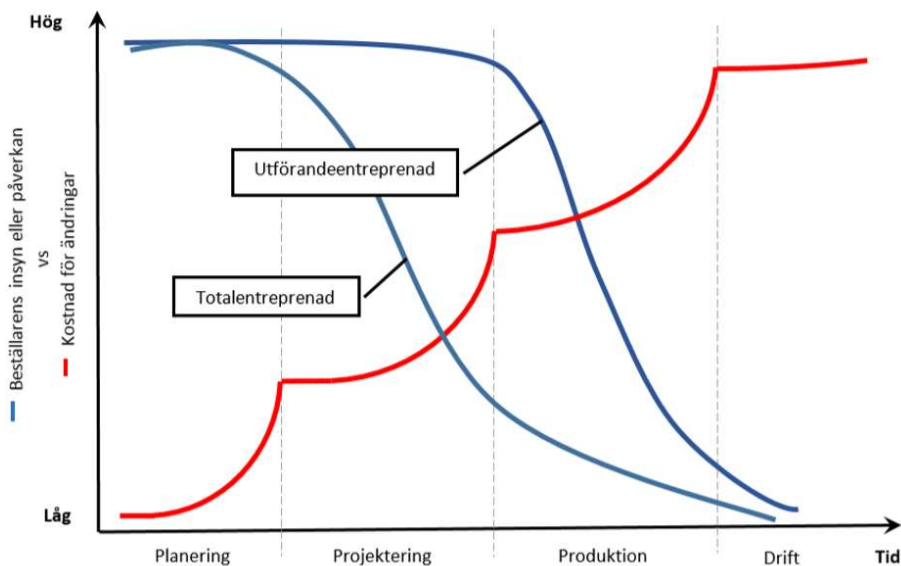 Hög
Beställarens insyn eller påverkan
vs
Kostnad för ändringar
Utförandeentreprenad
Totalentreprenad
Låg
Planering
Projektering
Produktion
Drift
Tid